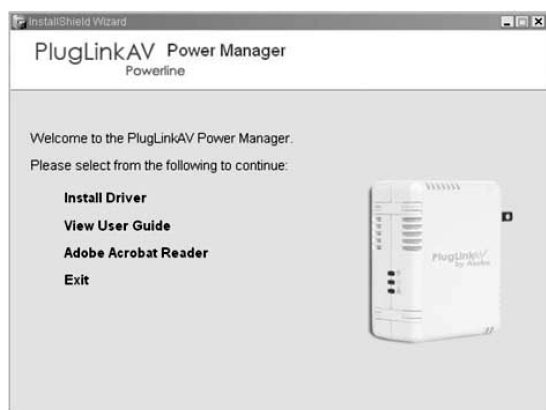 InstallShield Wizard
PlugLinkAV Power Manager
Powerline
Welcome to the PlugLinkAV Power Manager.
Please select from the following to continue:
Install Driver
View User Guide
Adobe Acrobat Reader
Exit
PlugLinkAV
by Asoka